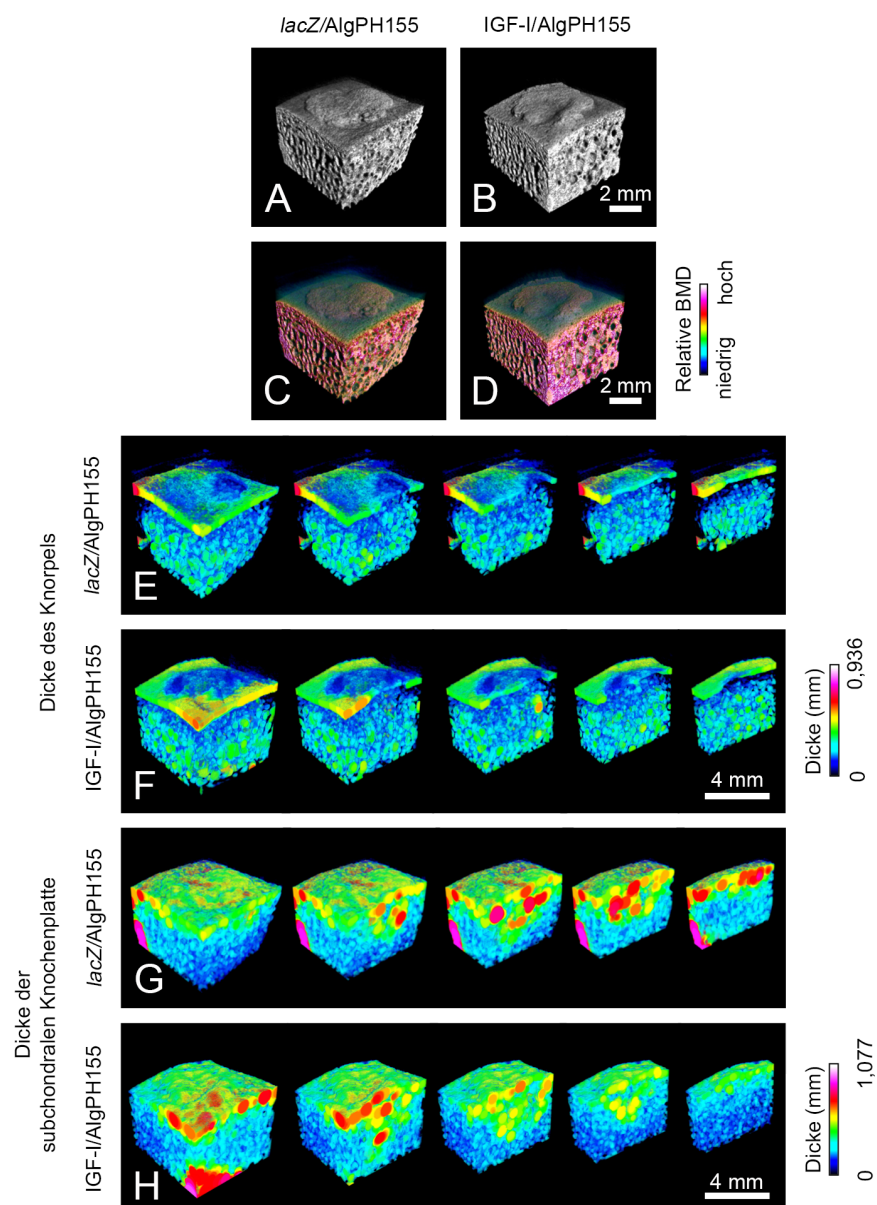 lacZ/AlgPH155
IGF-I/AlgPH155
A
B
2 mm
C
D
2 mm
Relative BMD
niedrig
hoch
Dicke des Knorpels
lacZ/AlgPH155
E
IGF-I/AlgPH155
F
4 mm
Dicke (mm)
0
0,936
Dicke der
subchondralen Knochenplatte
lacZ/AlgPH155
G
IGF-I/AlgPH155
H
4 mm
Dicke (mm)
0
1,077